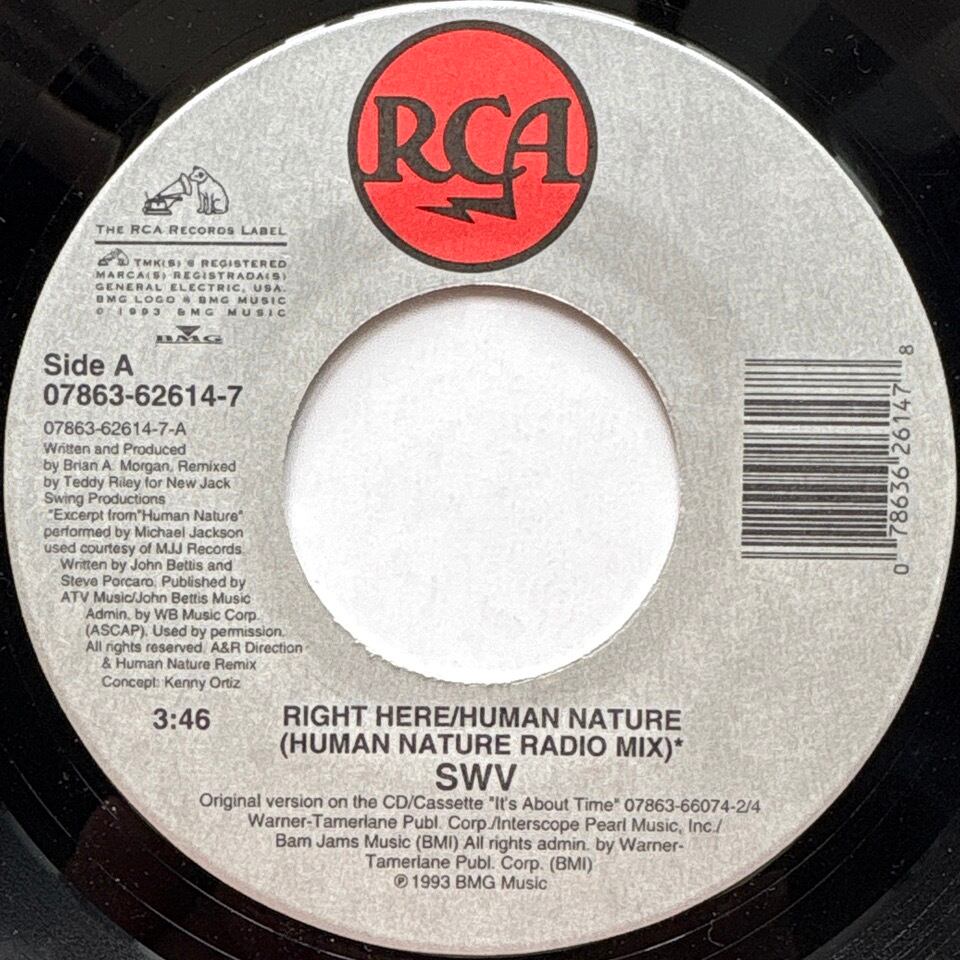 RCA
THE RCA RECORDS LABEL
TMK(S) ® REGISTERED
MARCA(S) REGISTRADA(S)
GENERAL ELECTRIC, USA.
BMG LOGO ® BMG MUSIC
© 1993 BMG MUSIC
BMG
Side A
07863-62614-7
07863-62614-7-A
Written and Produced
by Brian A. Morgan, Remixed
by Teddy Riley for New Jack
Swing Productions
"Excerpt from"Human Nature"
performed by Michael Jackson
used courtesy of MJJ Records.
Written by John Bettis and
Steve Porcaro. Published by
ATV Music/John Bettis Music
Admin. by WB Music Corp.
(ASCAP). Used by permission.
All rights reserved. A&R Direction
& Human Nature Remix
Concept: Kenny Ortiz
0 78636 26147 8
3:46
RIGHT HERE/HUMAN NATURE
(HUMAN NATURE RADIO MIX)*
SWV
Original version on the CD/Cassette "It's About Time" 07863-66074-2/4
Warner-Tamerlane Publ. Corp./Interscope Pearl Music, Inc./
Bam Jams Music (BMI) All rights admin. by Warner-
Tamerlane Publ. Corp. (BMI)
℗ 1993 BMG Music